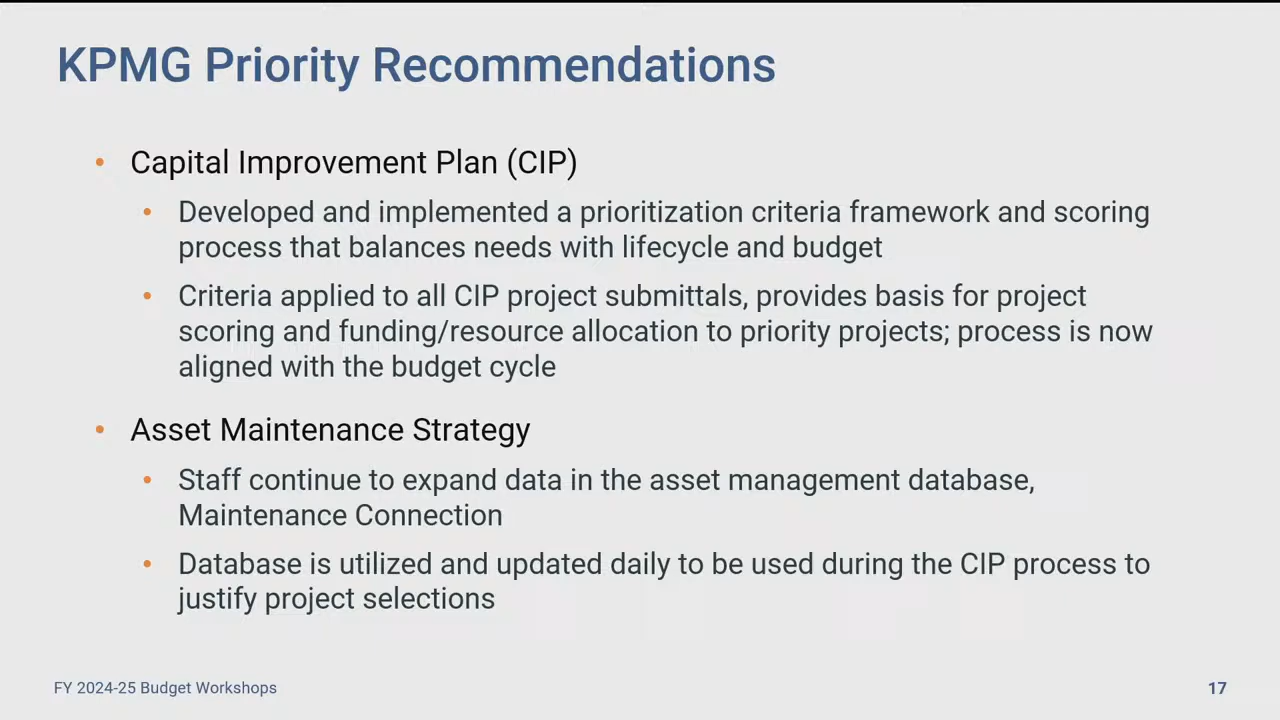 KPMG Priority Recommendations
• Capital Improvement Plan (CIP)
• Developed and implemented a prioritization criteria framework and scoring
process that balances needs with lifecycle and budget
• Criteria applied to all CIP project submittals, provides basis for project
scoring and funding/resource allocation to priority projects; process is now
aligned with the budget cycle
• Asset Maintenance Strategy
• Staff continue to expand data in the asset management database,
Maintenance Connection
• Database is utilized and updated daily to be used during the CIP process to
justify project selections
FY 2024-25 Budget Workshops
17